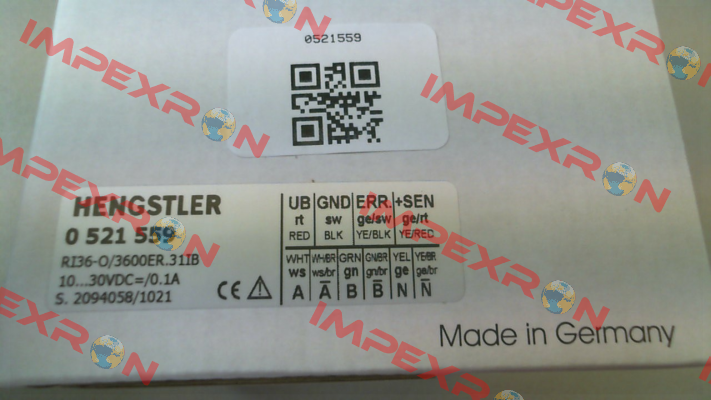 0521559
HENGSTLER
0 521 559
RI36-O/3600ER.31IB
10...30VDC=/0.1A
S. 2094058/1021
CE
UB GND ERR. +SEN
rt sw ge/sw ge/rt
RED BLK YE/BLK YE/RED
WHT WH/BR GRN GN/BR YEL YE/BR
ws ws/br gn gn/br ge ge/br
A A̅ B B̅ N N̅
Made in Germany
IMPEXRON
IMPEXRON
IMPEXRON
IMPEXRON
IMPEXRON
IMPEXRON